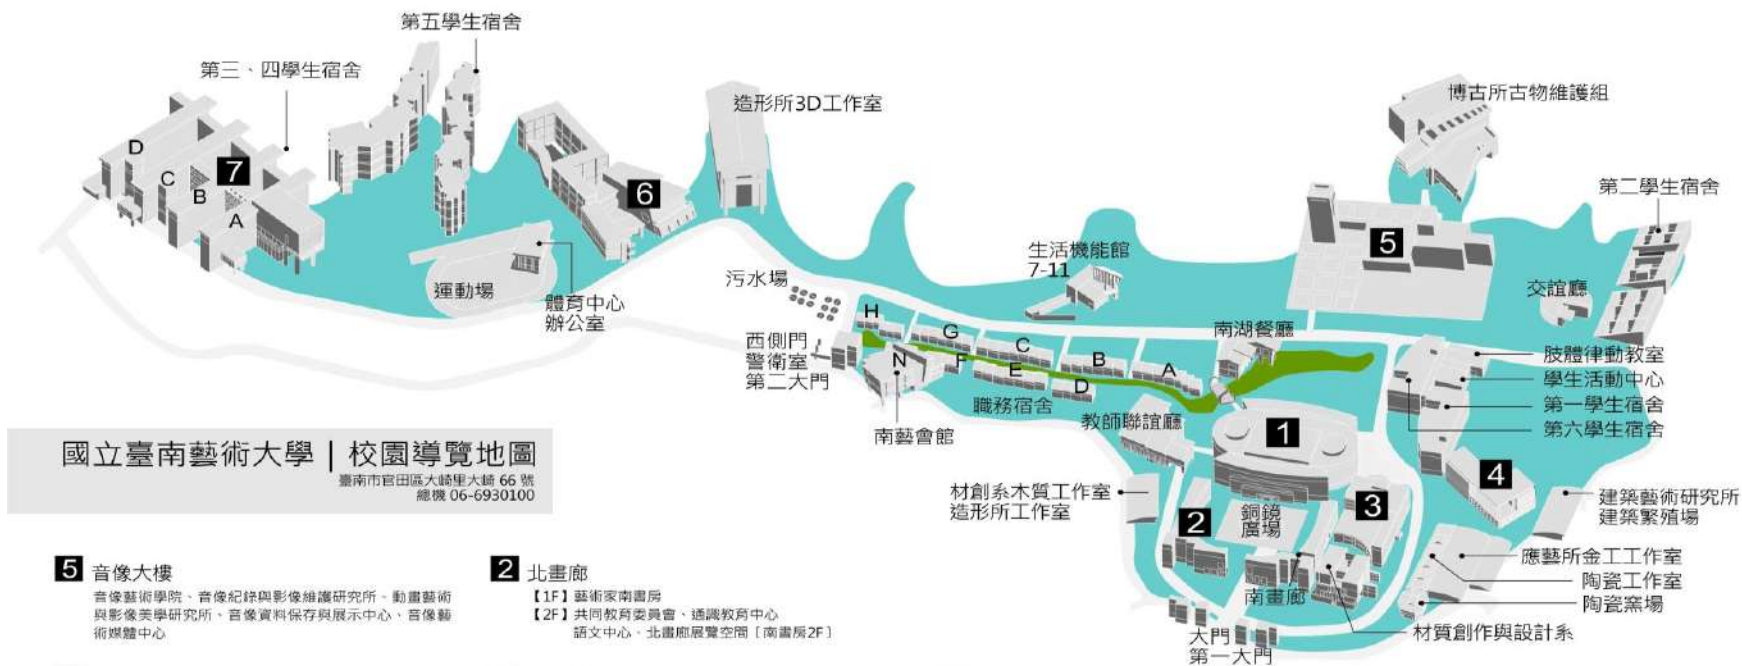 第五學生宿舍
第三、四學生宿舍
造形所3D工作室
博古所古物維護組
D
7
C
B
A
6
第二學生宿舍
5
生活機能館
7-11
污水場
運動場
體育中心
辦公室
交誼廳
H
G
C
B
A
南湖餐廳
西側門
警衛室
第二大門
N
F
E
D
肢體律動教室
學生活動中心
第一學生宿舍
第六學生宿舍
職務宿舍
教師聯誼廳
南藝會館
1
國立臺南藝術大學 | 校園導覽地圖
臺南市官田區大崎里大崎 66 號
總機 06-6930100
4
材創系木質工作室
造形所工作室
2
銅鏡
廣場
3
建築藝術研究所
建築繁殖場
應藝所金工工作室
陶瓷工作室
陶瓷窯場
南畫廊
材質創作與設計系
大門
第一大門
5 音像大樓
音像藝術學院、音像紀錄與影像維護研究所、動畫藝術
與影像美學研究所、音像資料保存與展示中心、音像藝
術媒體中心
2 北畫廊
【1F】藝術家南書房
【2F】共同教育委員會、通識教育中心
語文中心、北畫廊展覽空間〔南書房2F〕